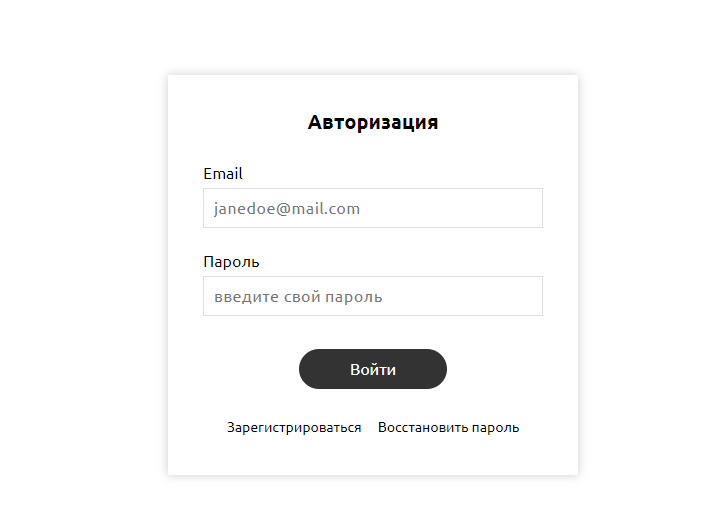 Авторизация
Email
janedoe@mail.com
Пароль
введите свой пароль
Войти
Зарегистрироваться Восстановить пароль